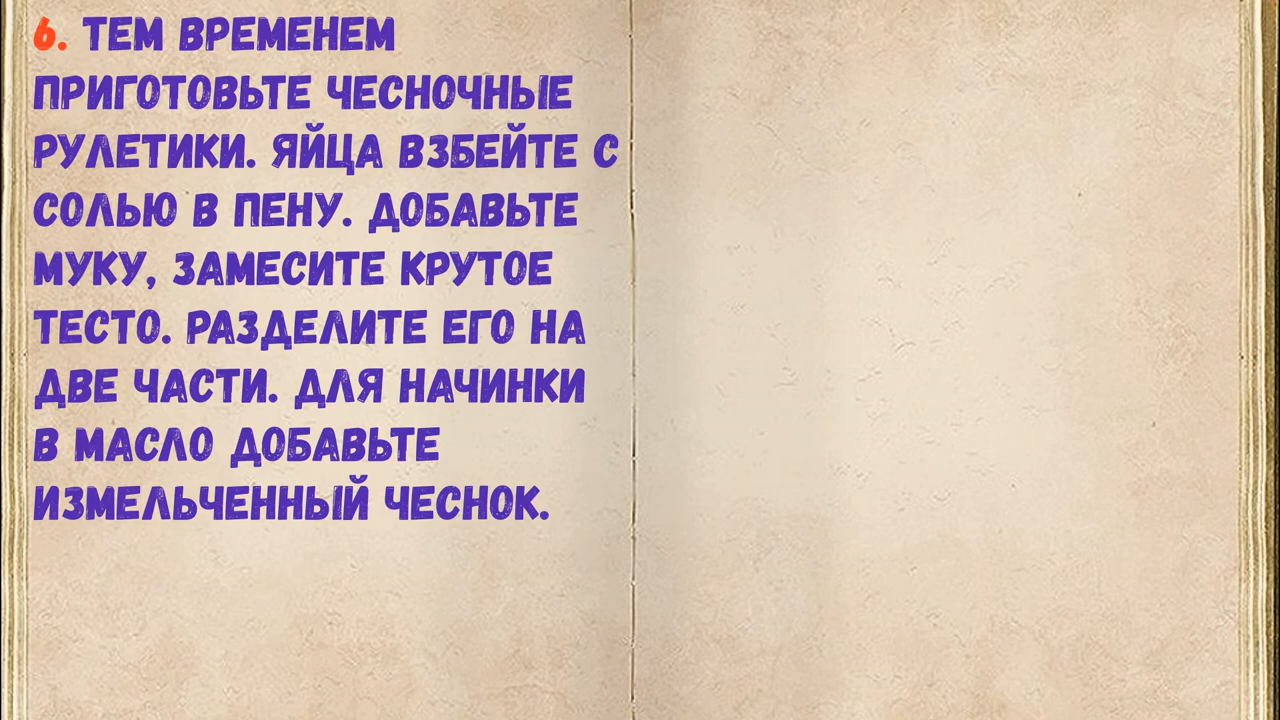 6. ТЕМ ВРЕМЕНЕМ
ПРИГОТОВЬТЕ ЧЕСНОЧНЫЕ
РУЛЕТИКИ. ЯЙЦА ВЗБЕЙТЕ С
СОЛЬЮ В ПЕНУ. ДОБАВЬТЕ
МУКУ, ЗАМЕСИТЕ КРУТОЕ
ТЕСТО. РАЗДЕЛИТЕ ЕГО НА
ДВЕ ЧАСТИ. ДЛЯ НАЧИНКИ
В МАСЛО ДОБАВЬТЕ
ИЗМЕЛЬЧЕННЫЙ ЧЕСНОК.